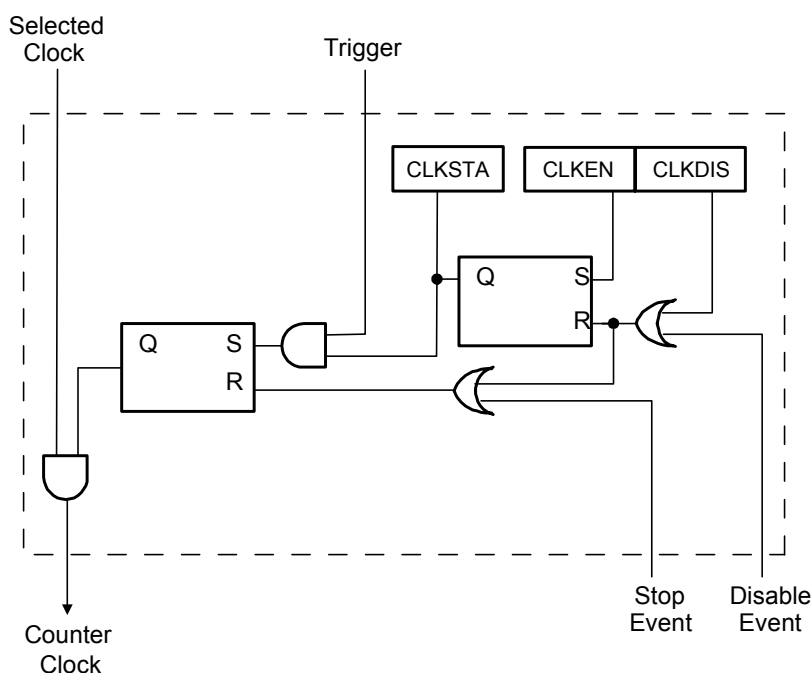 Selected
Clock
Trigger
CLKSTA
CLKEN
CLKDIS
Q
S
R
Q
S
R
Stop
Event
Disable
Event
Counter
Clock